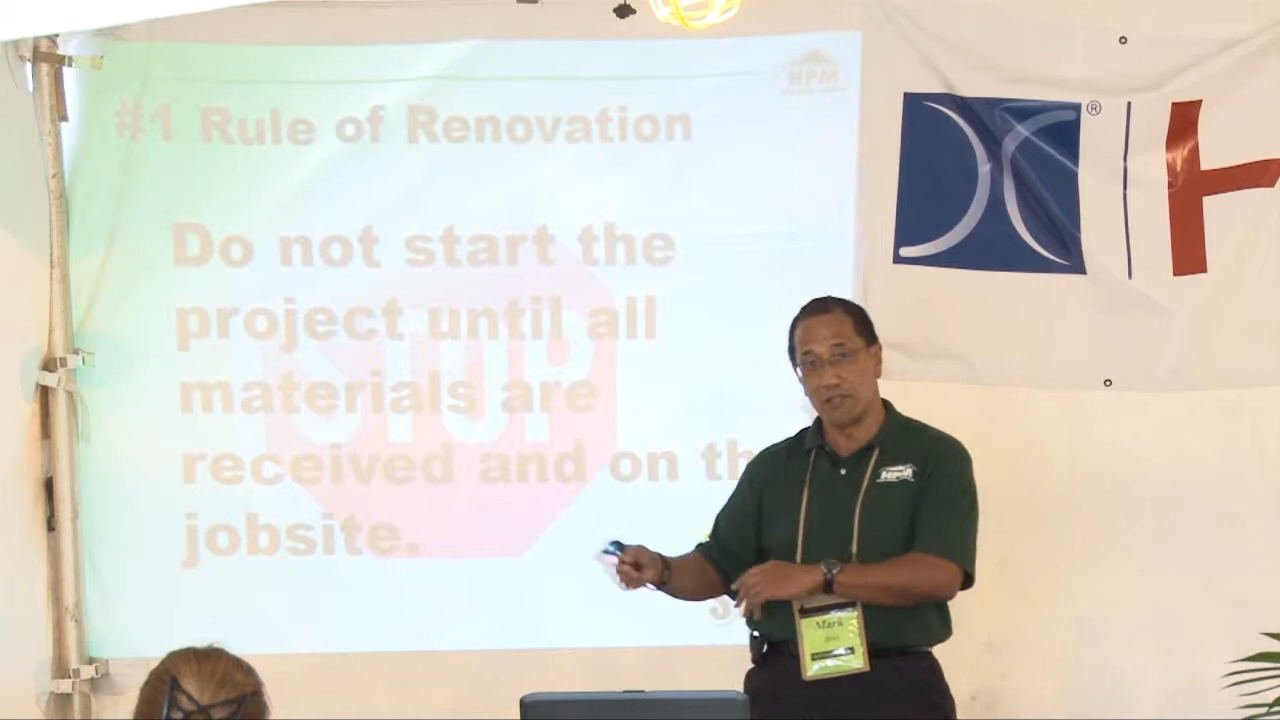 HPM
#1 Rule of Renovation
Do not start the
project until all
materials are
received and on th
jobsite.
STOP
® H
HPM
Mark